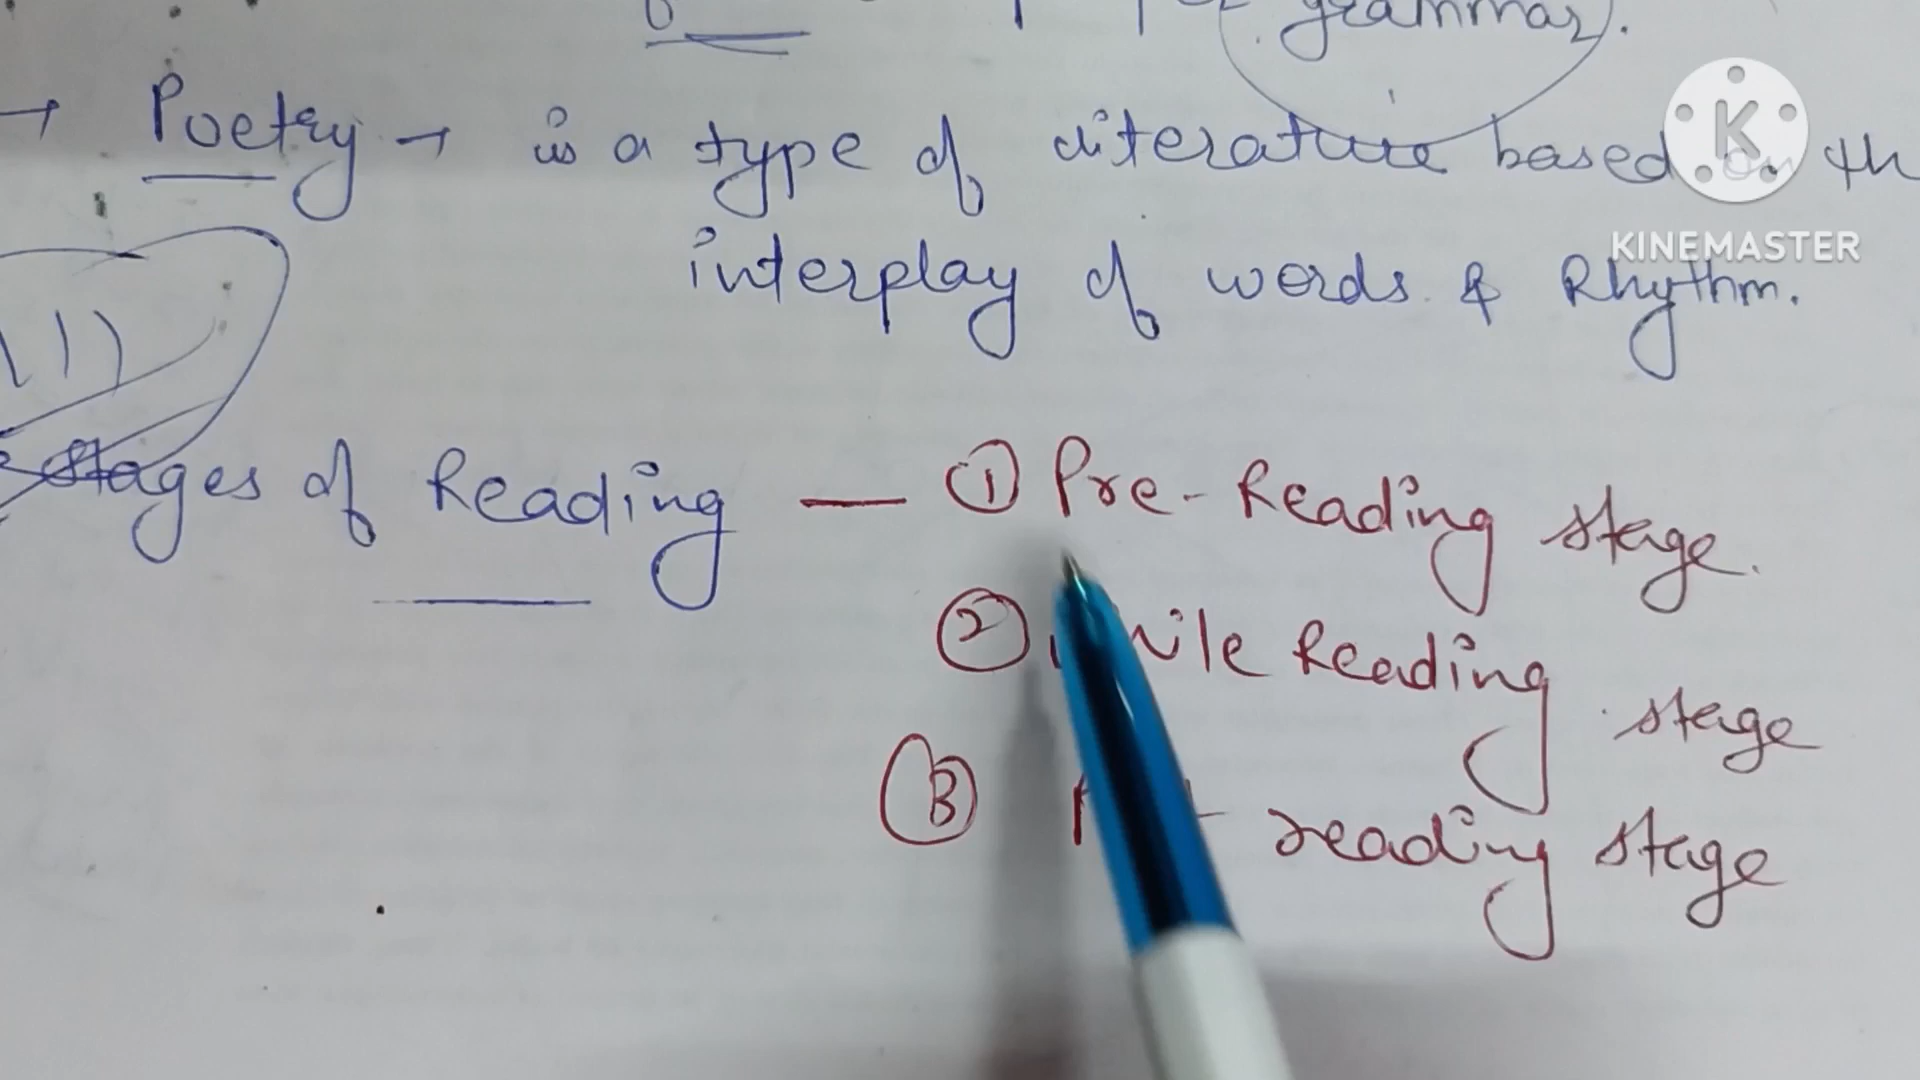 grammar.
→ Poetry → is a type of literature based on th
interplay of words & Rhythm.
Stages of Reading — ① Pre-Reading stage.
② Reading stage
③ reading stage
KINEMASTER